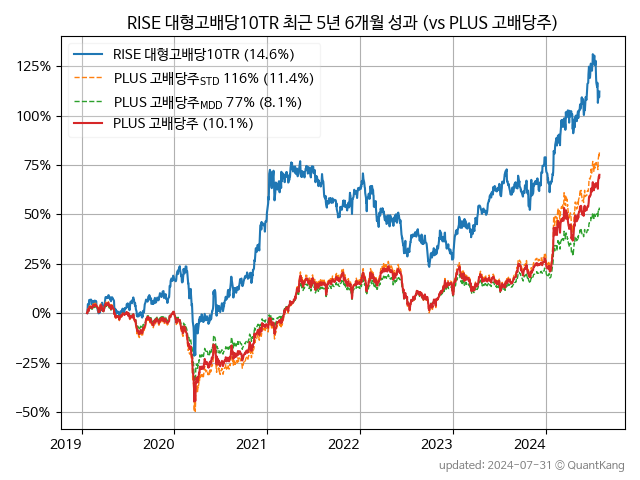 RISE 대형고배당10TR 최근 5년 6개월 성과 (vs PLUS 고배당주)
RISE 대형고배당10TR (14.6%)
PLUS 고배당주STD 116% (11.4%)
PLUS 고배당주MDD 77% (8.1%)
PLUS 고배당주 (10.1%)
125%
100%
75%
50%
25%
0%
−25%
−50%
2019 2020 2021 2022 2023 2024
updated: 2024-07-31 © QuantKang